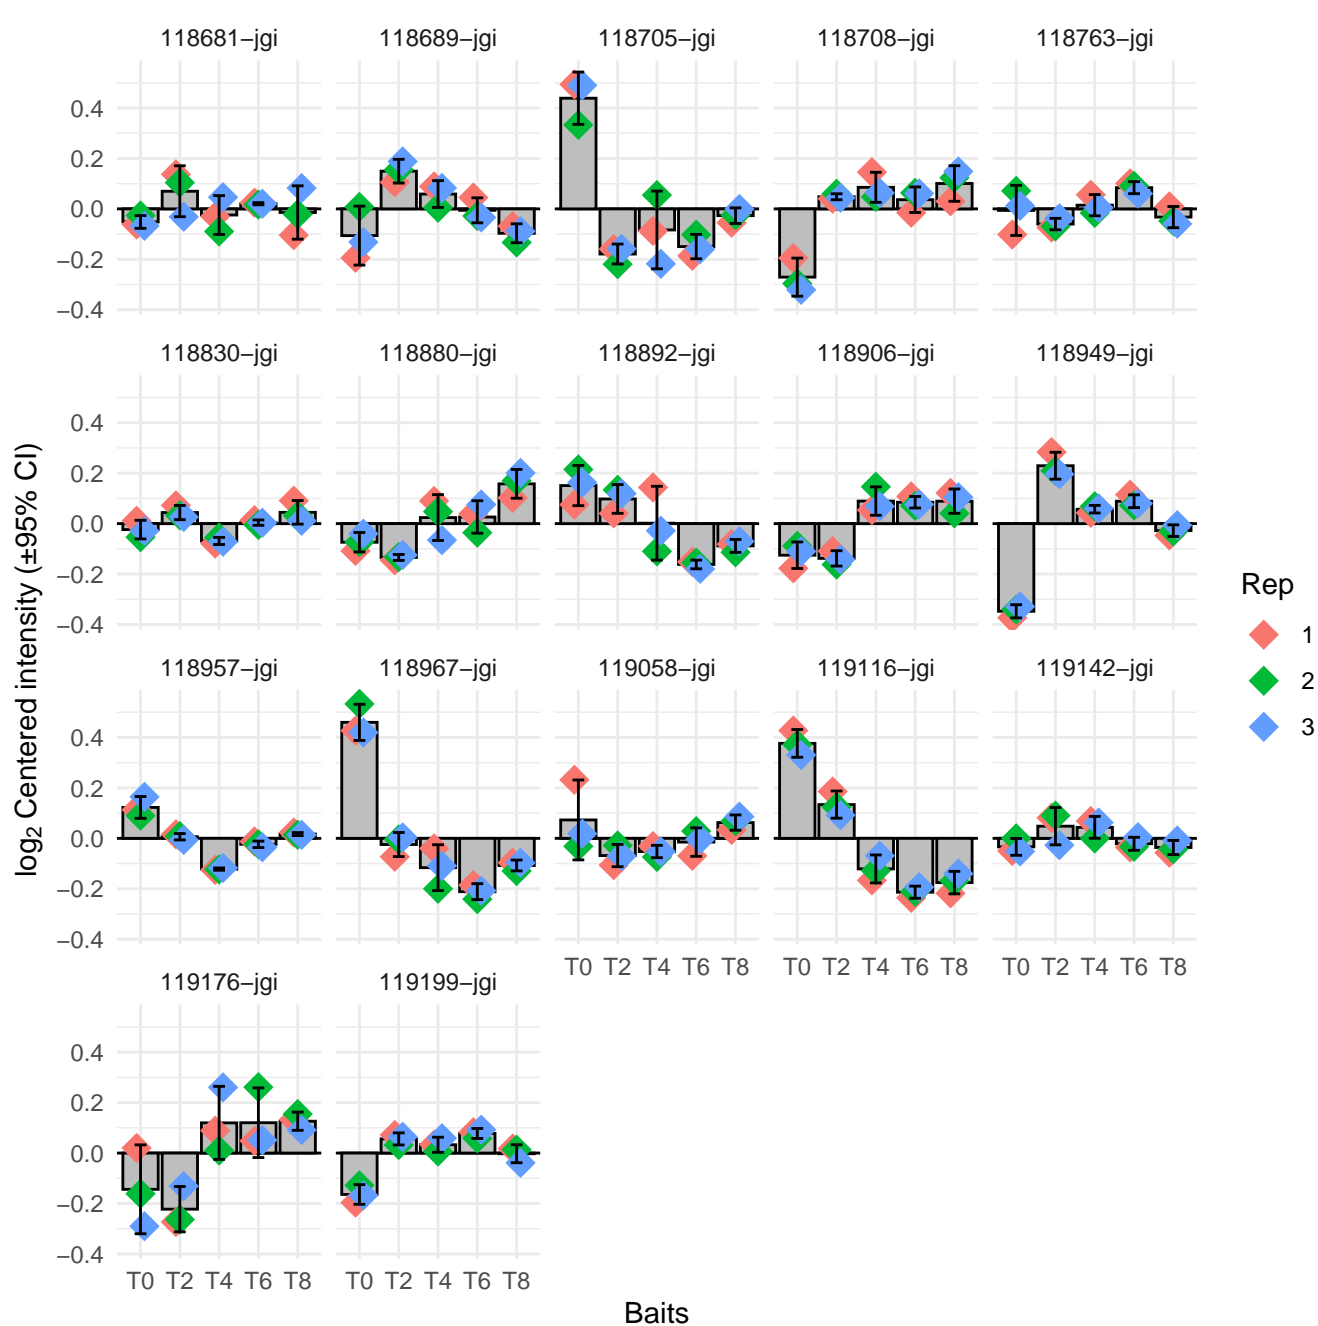 118681−jgi 118689−jgi 118705−jgi 118708−jgi 118763−jgi
0.4
0.2
0.0
−0.2
−0.4
118830−jgi 118880−jgi 118892−jgi 118906−jgi 118949−jgi
0.4
0.2
0.0
−0.2
−0.4
118957−jgi 118967−jgi 119058−jgi 119116−jgi 119142−jgi
0.4
0.2
0.0
−0.2
−0.4
T0 T2 T4 T6 T8 T0 T2 T4 T6 T8 T0 T2 T4 T6 T8
119176−jgi 119199−jgi
0.4
0.2
0.0
−0.2
−0.4
T0 T2 T4 T6 T8 T0 T2 T4 T6 T8
Baits
log2 Centered intensity (±95% CI)
Rep
1
2
3